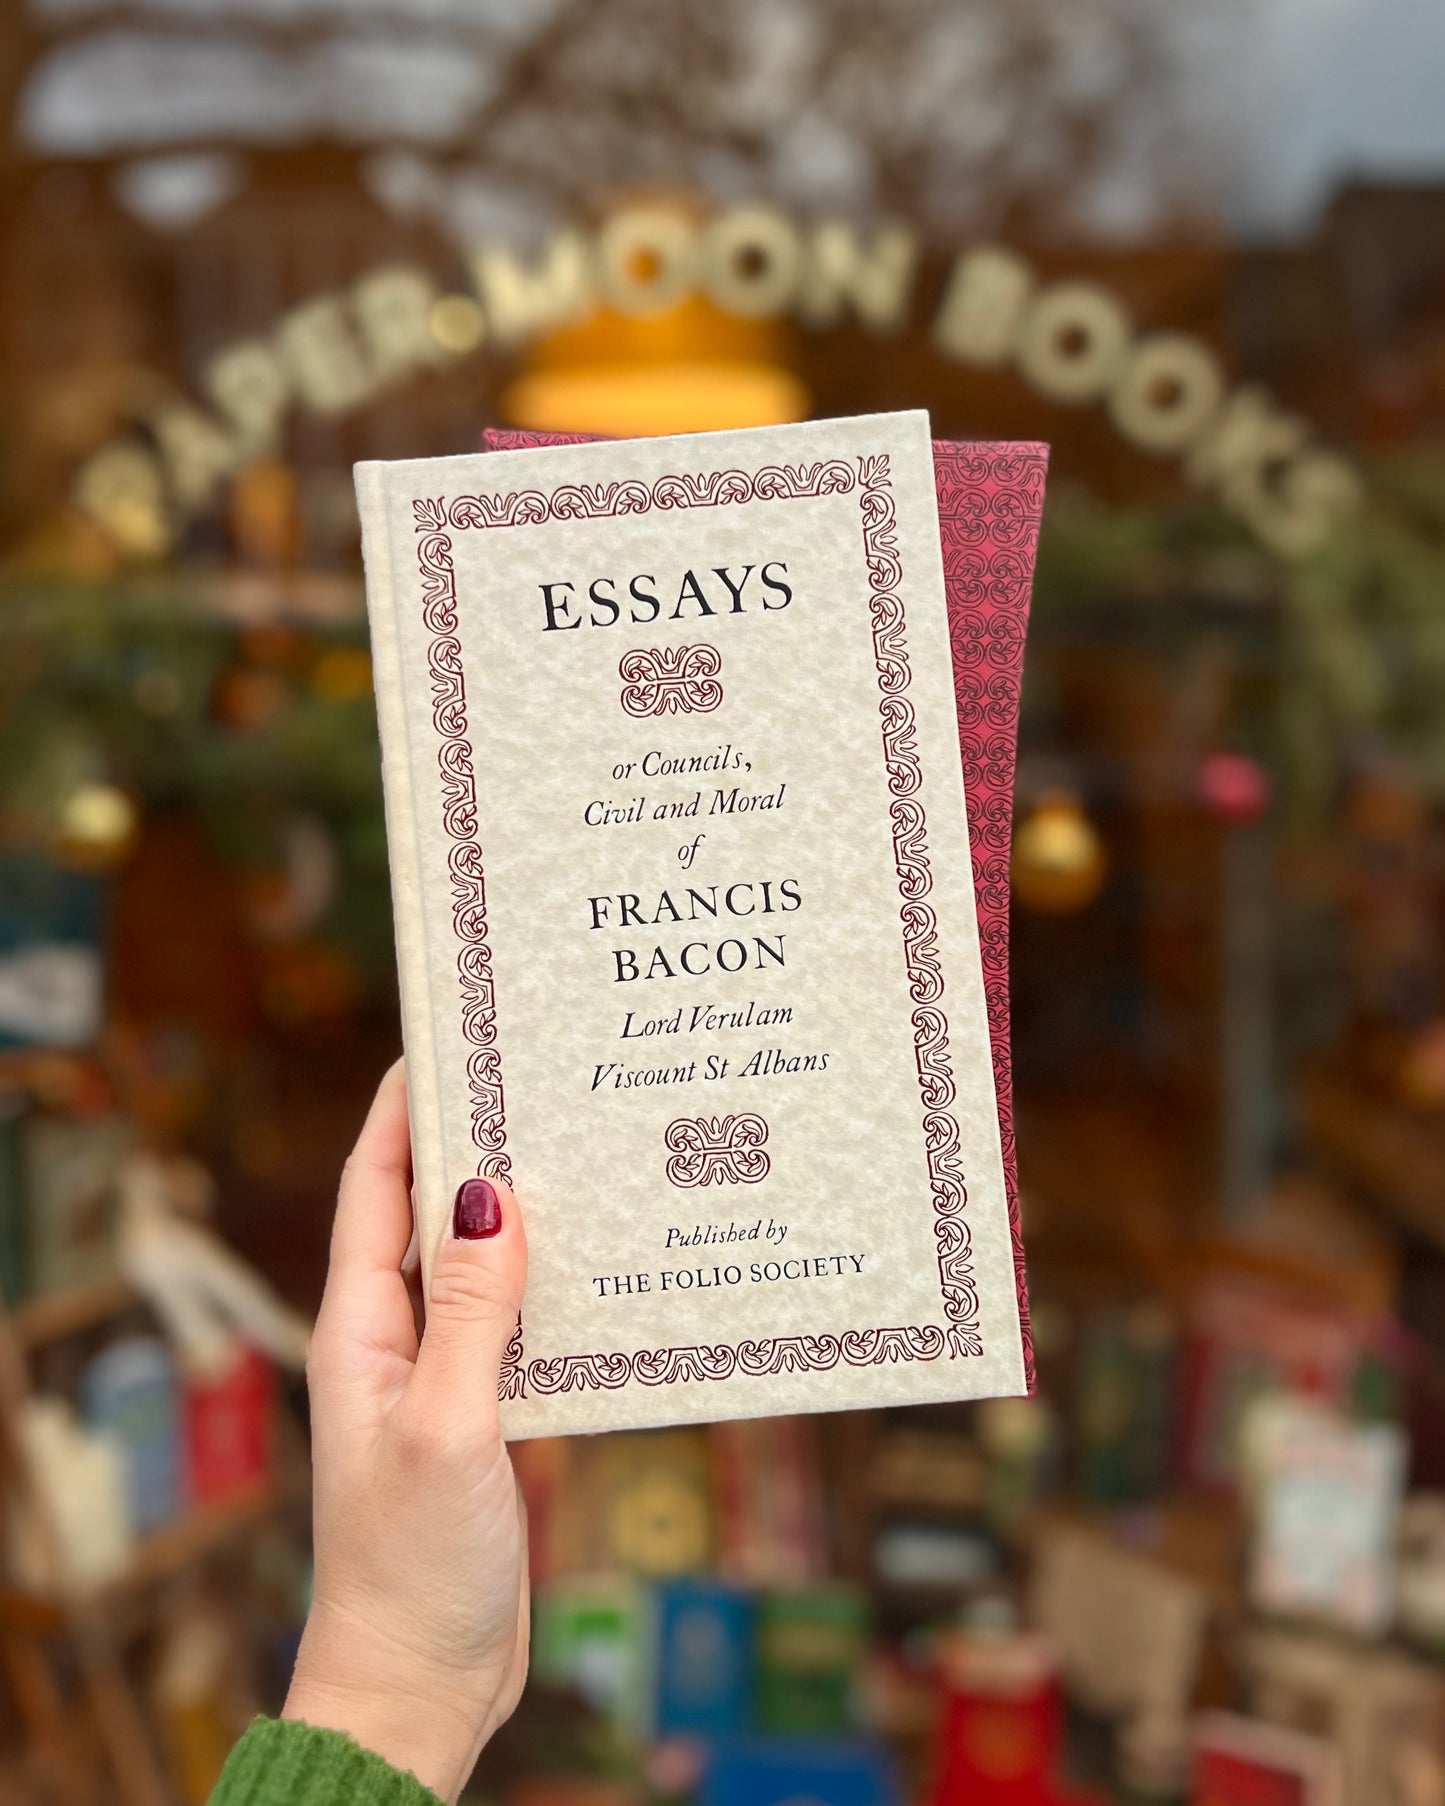 PAPER MOON BOOKS
ESSAYS
or Councils,
Civil and Moral
of
FRANCIS
BACON
Lord Verulam
Viscount St Albans
Published by
THE FOLIO SOCIETY